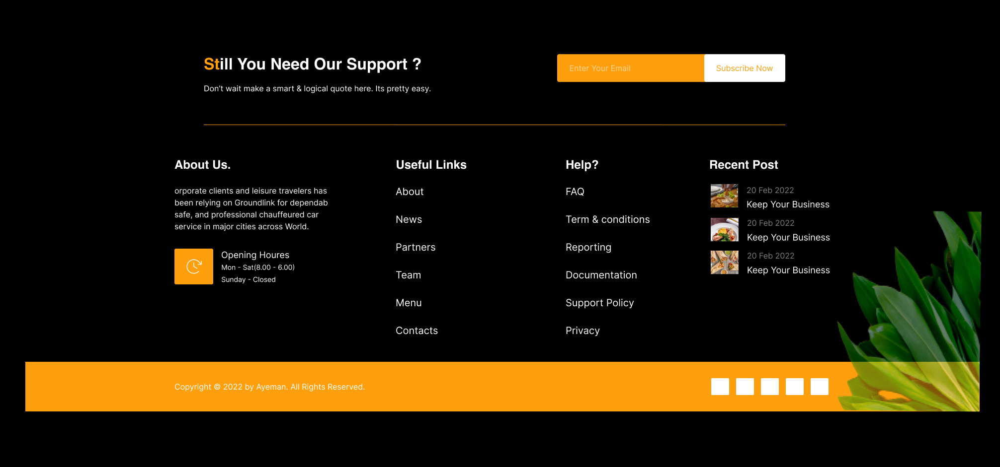 Still You Need Our Support ?
Don’t wait make a smart & logical quote here. Its pretty easy.
Enter Your Email
Subscribe Now
About Us.
orporate clients and leisure travelers has
been relying on Groundlink for dependab
safe, and professional chauffeured car
service in major cities across World.
Opening Houres
Mon - Sat(8.00 - 6.00)
Sunday - Closed
Useful Links
About
News
Partners
Team
Menu
Contacts
Help?
FAQ
Term & conditions
Reporting
Documentation
Support Policy
Privacy
Recent Post
20 Feb 2022
Keep Your Business
20 Feb 2022
Keep Your Business
20 Feb 2022
Keep Your Business
Copyright © 2022 by Ayeman. All Rights Reserved.